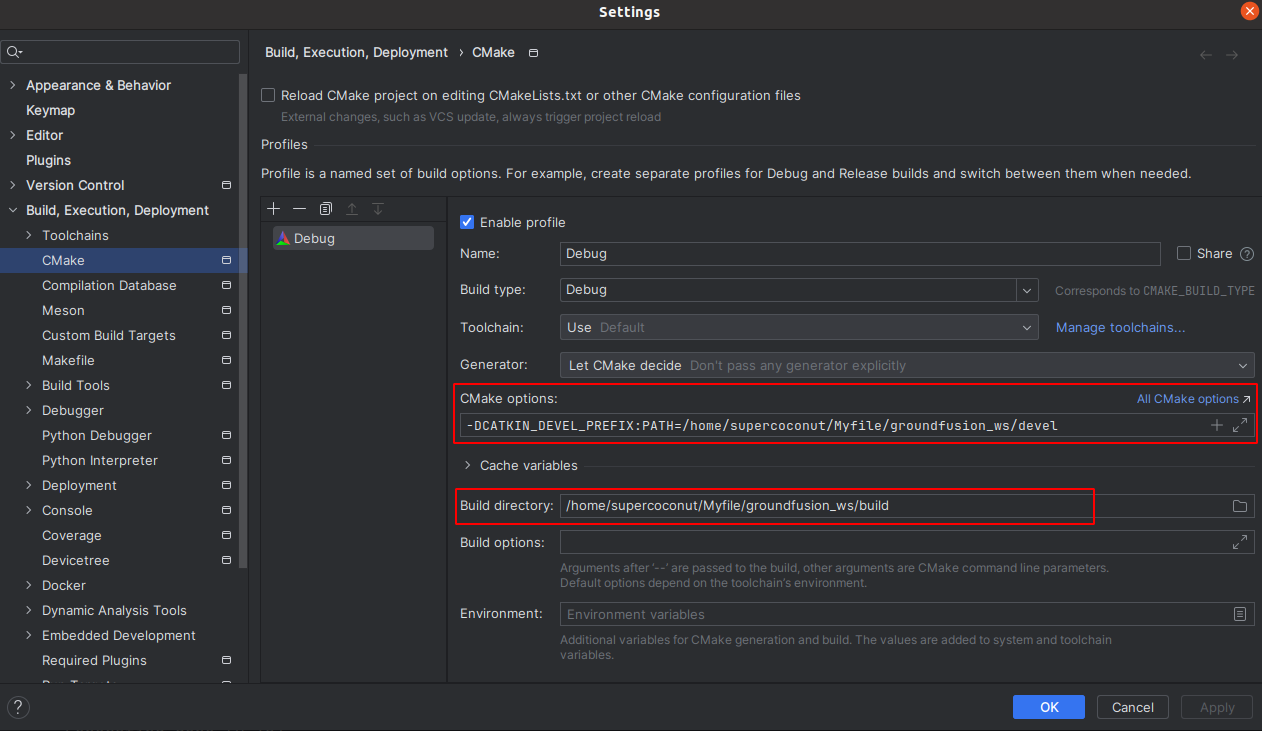 Settings
Build, Execution, Deployment › CMake
Appearance & Behavior
Keymap
Editor
Plugins
Version Control
Build, Execution, Deployment
Toolchains
CMake
Compilation Database
Meson
Custom Build Targets
Makefile
Build Tools
Debugger
Python Debugger
Python Interpreter
Deployment
Console
Coverage
Devicetree
Docker
Dynamic Analysis Tools
Embedded Development
Required Plugins
Reload CMake project on editing CMakeLists.txt or other CMake configuration files
External changes, such as VCS update, always trigger project reload
Profiles
Profile is a named set of build options. For example, create separate profiles for Debug and Release builds and switch between them when needed.
Debug
Enable profile
Name: Debug Share
Build type: Debug Corresponds to CMAKE_BUILD_TYPE
Toolchain: Use Default Manage toolchains...
Generator: Let CMake decide Don't pass any generator explicitly
CMake options: All CMake options
-DCATKIN_DEVEL_PREFIX:PATH=/home/supercoconut/Myfile/groundfusion_ws/devel
Cache variables
Build directory: /home/supercoconut/Myfile/groundfusion_ws/build
Build options:
Arguments after '--' are passed to the build, other arguments are CMake command line parameters.
Default options depend on the toolchain's environment.
Environment: Environment variables
Additional variables for CMake generation and build. The values are added to system and toolchain
variables.
? OK Cancel Apply